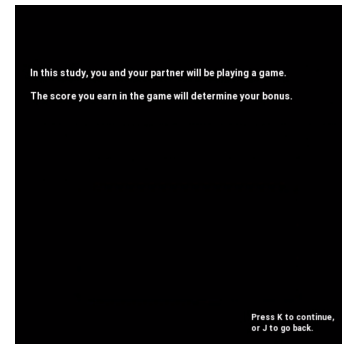 In this study, you and your partner will be playing a game.
The score you earn in the game will determine your bonus.
Press K to continue,
or J to go back.